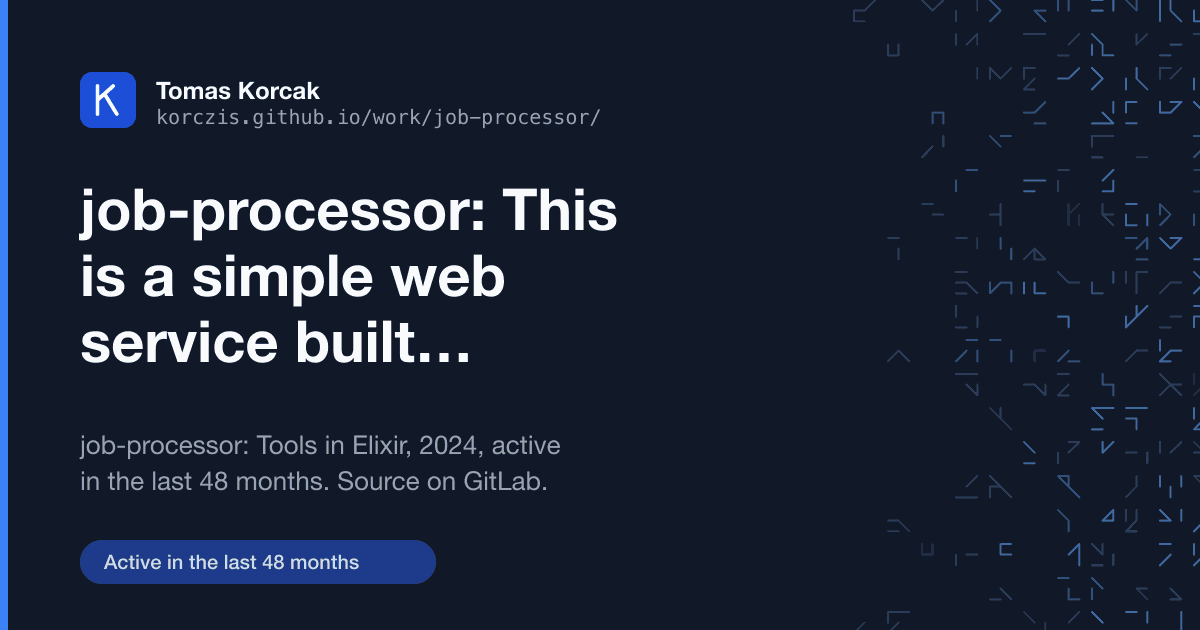 K
Tomas Korcak
korczis.github.io/work/job-processor/
job-processor: This
is a simple web
service built…
job-processor: Tools in Elixir, 2024, active
in the last 48 months. Source on GitLab.
Active in the last 48 months